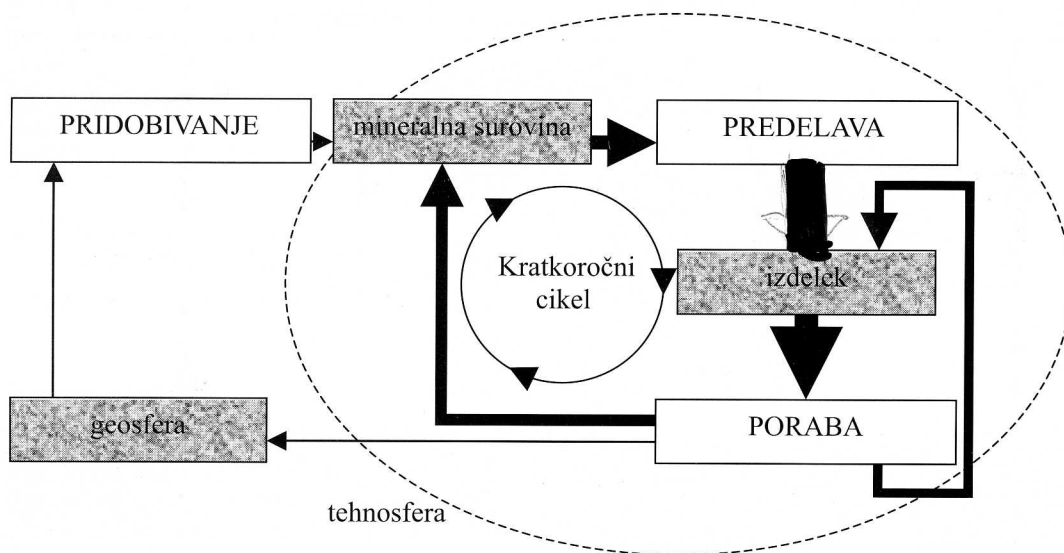 PRIDOBIVANJE
mineralna surovina
PREDELAVA
Kratkoročni
cikel
izdelek
geosfera
PORABA
tehnosfera